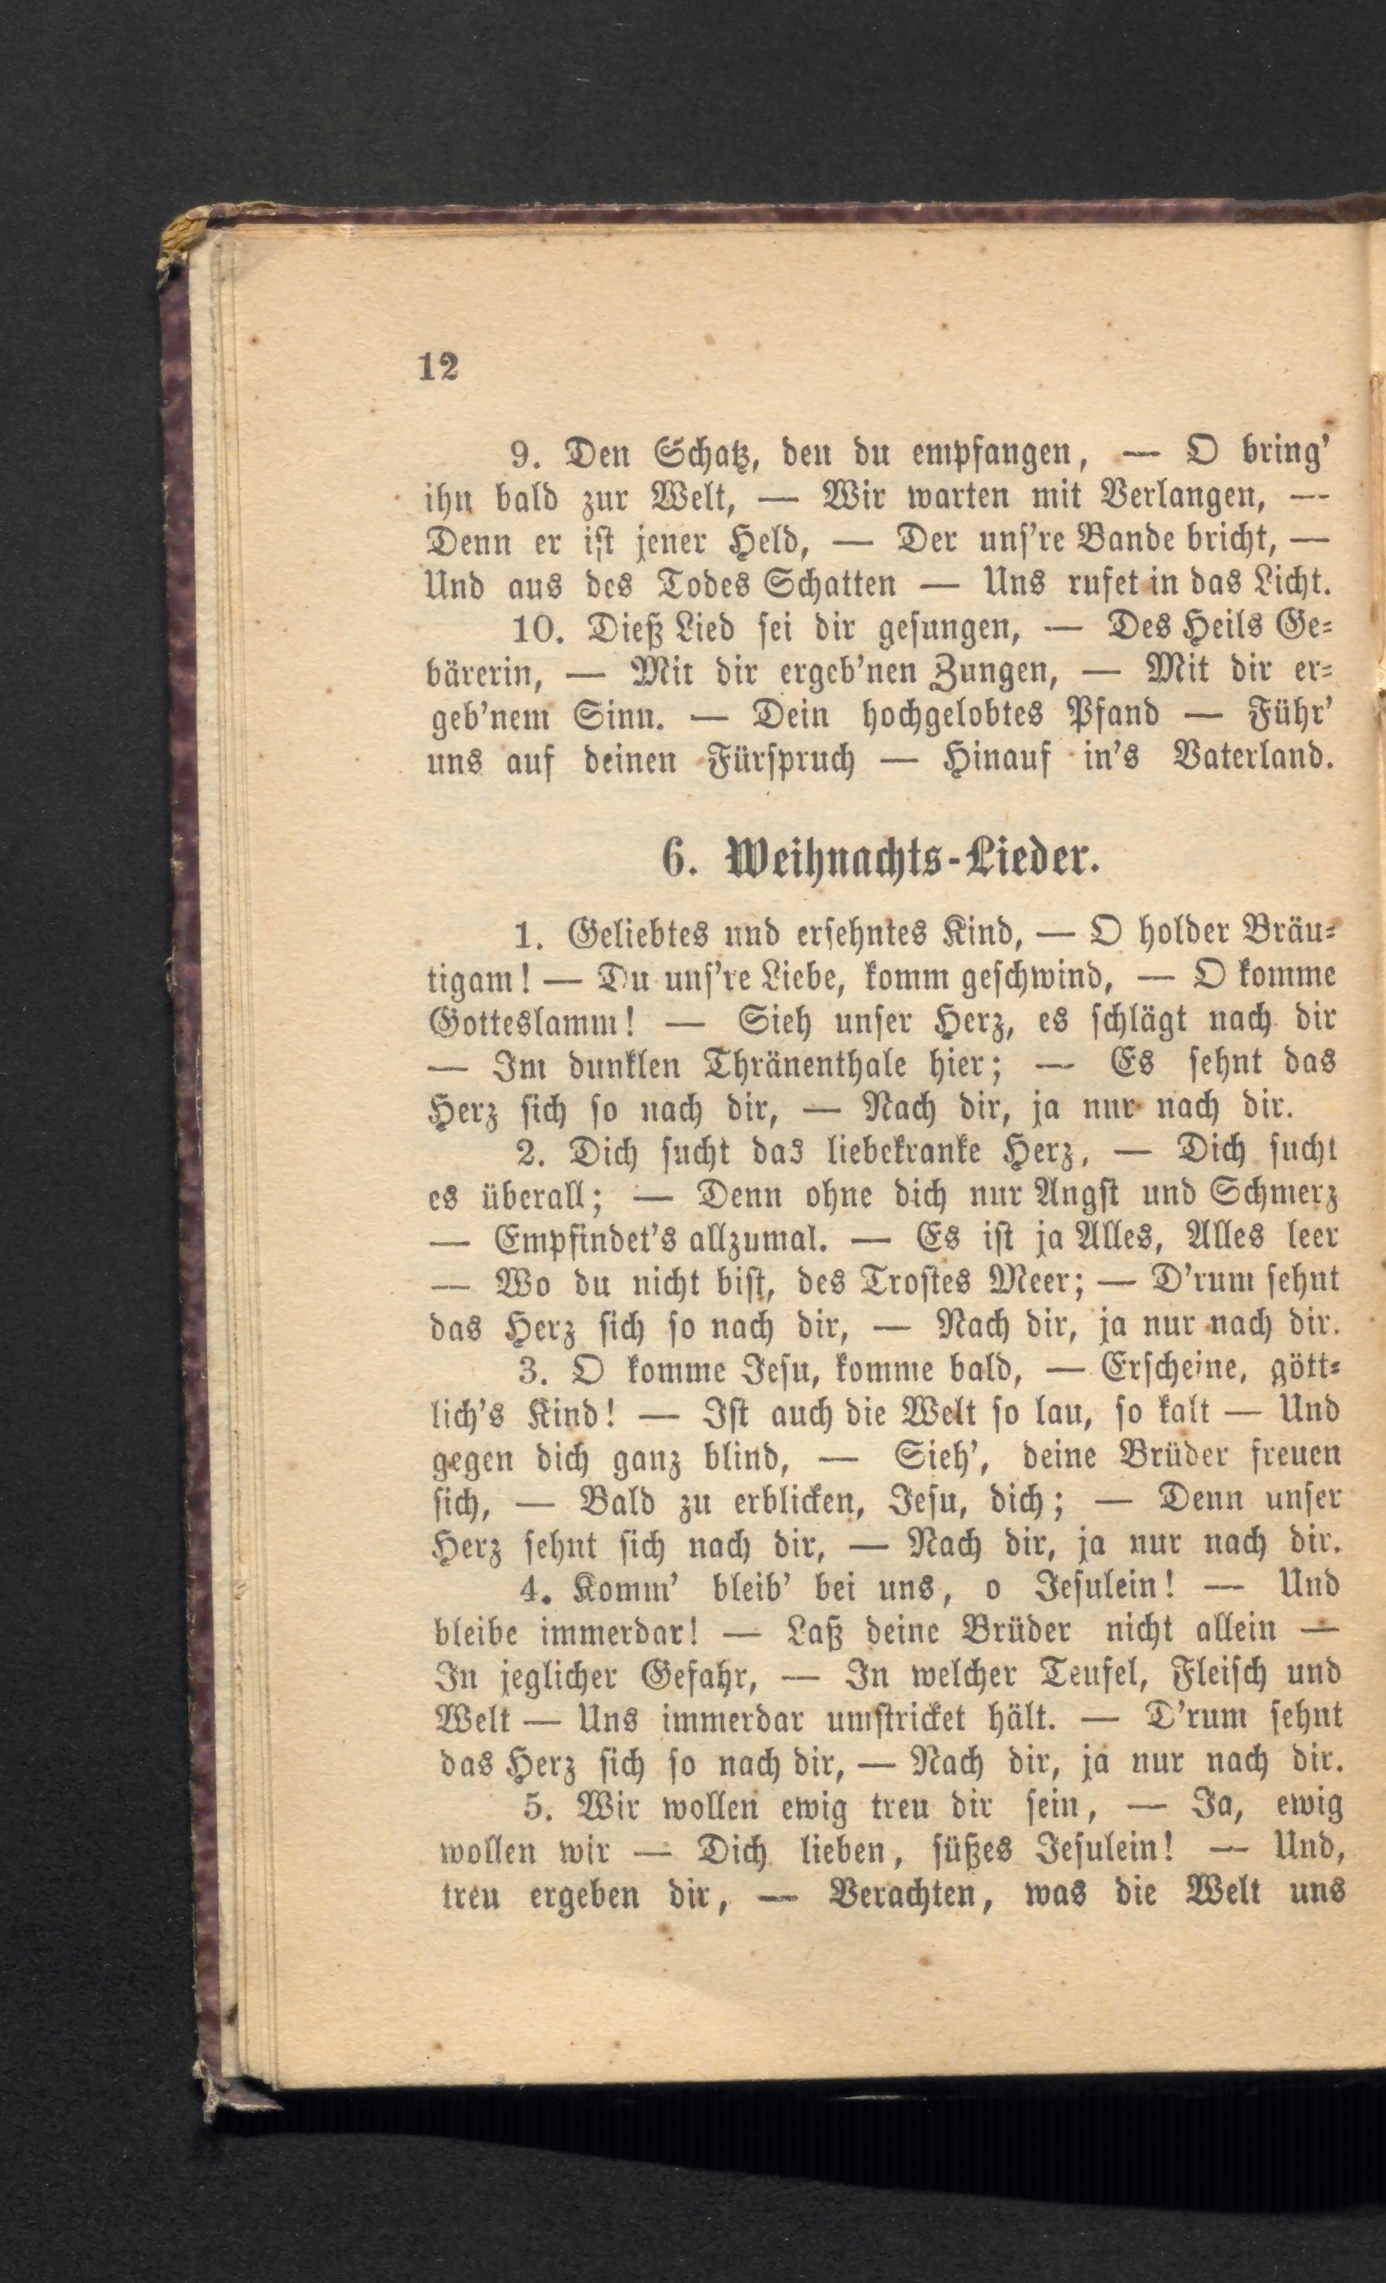 12
9. Den Schatz, den du empfangen, — O bring'
ihn bald zur Welt, — Wir warten mit Verlangen, —
Denn er ist jener Held, — Der uns're Bande bricht, —
Und aus des Todes Schatten — Uns rufet in das Licht.
10. Dieß Lied sei dir gesungen, — Des Heils Ge-
bärerin, — Mit dir ergeb'nen Zungen, — Mit dir er-
geb'nem Sinn. — Dein hochgelobtes Pfand — Führ'
uns auf deinen Fürspruch — Hinauf in's Vaterland.
6. Weihnachts-Lieder.
1. Geliebtes und ersehntes Kind, — O holder Bräu-
tigam! — Du uns're Liebe, komm geschwind, — O komme
Gotteslamm! — Sieh unser Herz, es schlägt nach dir
— Im dunklen Thränenthale hier; — Es sehnt das
Herz sich so nach dir, — Nach dir, ja nur nach dir.
2. Dich sucht das liebekranke Herz, — Dich sucht
es überall; — Denn ohne dich nur Angst und Schmerz
— Empfindet's allzumal. — Es ist ja Alles, Alles leer
— Wo du nicht bist, des Trostes Meer; — D'rum sehnt
das Herz sich so nach dir, — Nach dir, ja nur nach dir.
3. O komme Jesu, komme bald, — Erscheine, gött-
lich's Kind! — Ist auch die Welt so lau, so kalt — Und
gegen dich ganz blind, — Sieh', deine Brüder freuen
sich, — Bald zu erblicken, Jesu, dich; — Denn unser
Herz sehnt sich nach dir, — Nach dir, ja nur nach dir.
4. Komm' bleib' bei uns, o Jesulein! — Und
bleibe immerdar! — Laß deine Brüder nicht allein —
In jeglicher Gefahr, — In welcher Teufel, Fleisch und
Welt — Uns immerdar umstricket hält. — D'rum sehnt
das Herz sich so nach dir, — Nach dir, ja nur nach dir.
5. Wir wollen ewig treu dir sein, — Ja, ewig
wollen wir — Dich lieben, süßes Jesulein! — Und,
treu ergeben dir, — Verachten, was die Welt uns